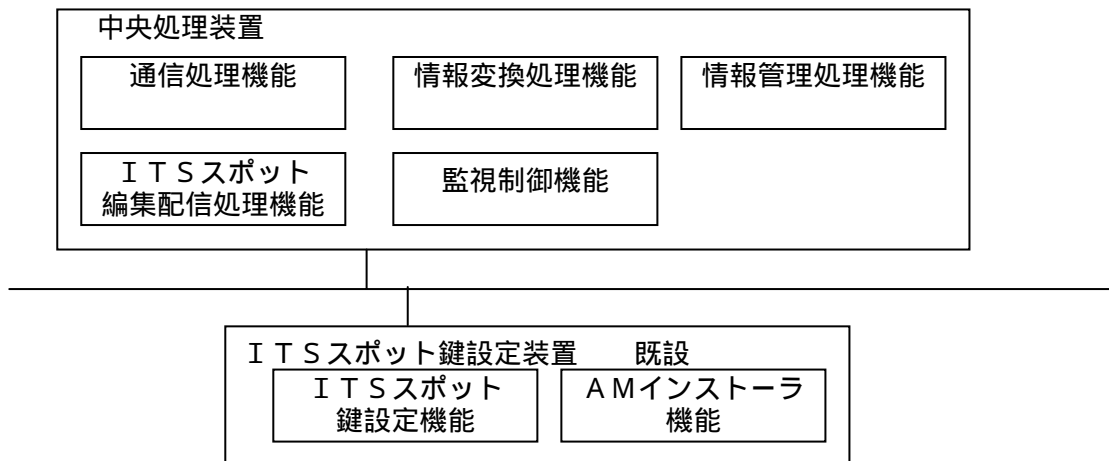 中央処理装置
通信処理機能
情報変換処理機能
情報管理処理機能
ＩＴＳスポット
編集配信処理機能
監視制御機能
ＩＴＳスポット鍵設定装置　既設
ＩＴＳスポット
鍵設定機能
ＡＭインストーラ
機能